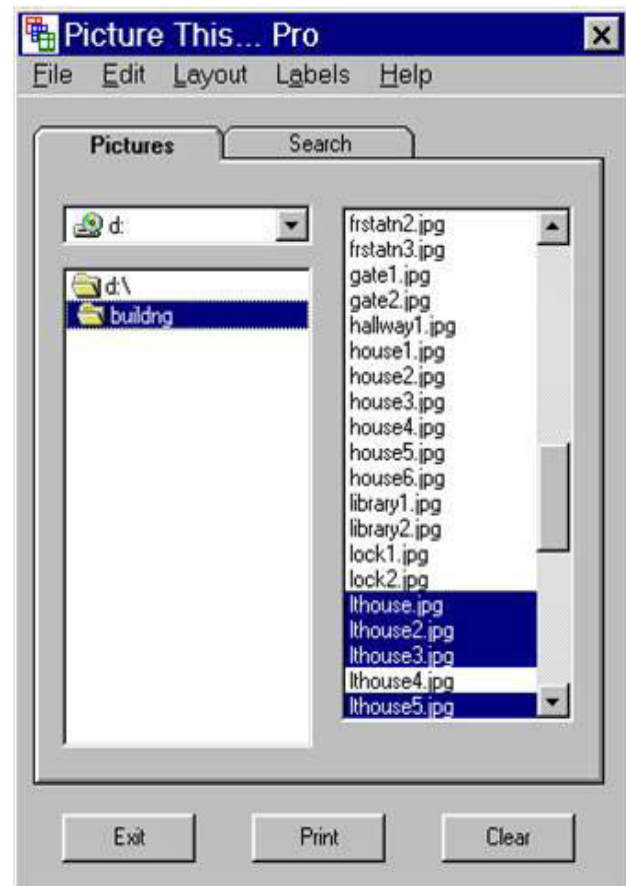 Picture This... Pro
File Edit Layout Labels Help
Pictures Search
d:
d:\
buildng
frstatn2.jpg
frstatn3.jpg
gate1.jpg
gate2.jpg
hallway1.jpg
house1.jpg
house2.jpg
house3.jpg
house4.jpg
house5.jpg
house6.jpg
library1.jpg
library2.jpg
lock1.jpg
lock2.jpg
lthouse.jpg
lthouse2.jpg
lthouse3.jpg
lthouse4.jpg
lthouse5.jpg
Exit Print Clear